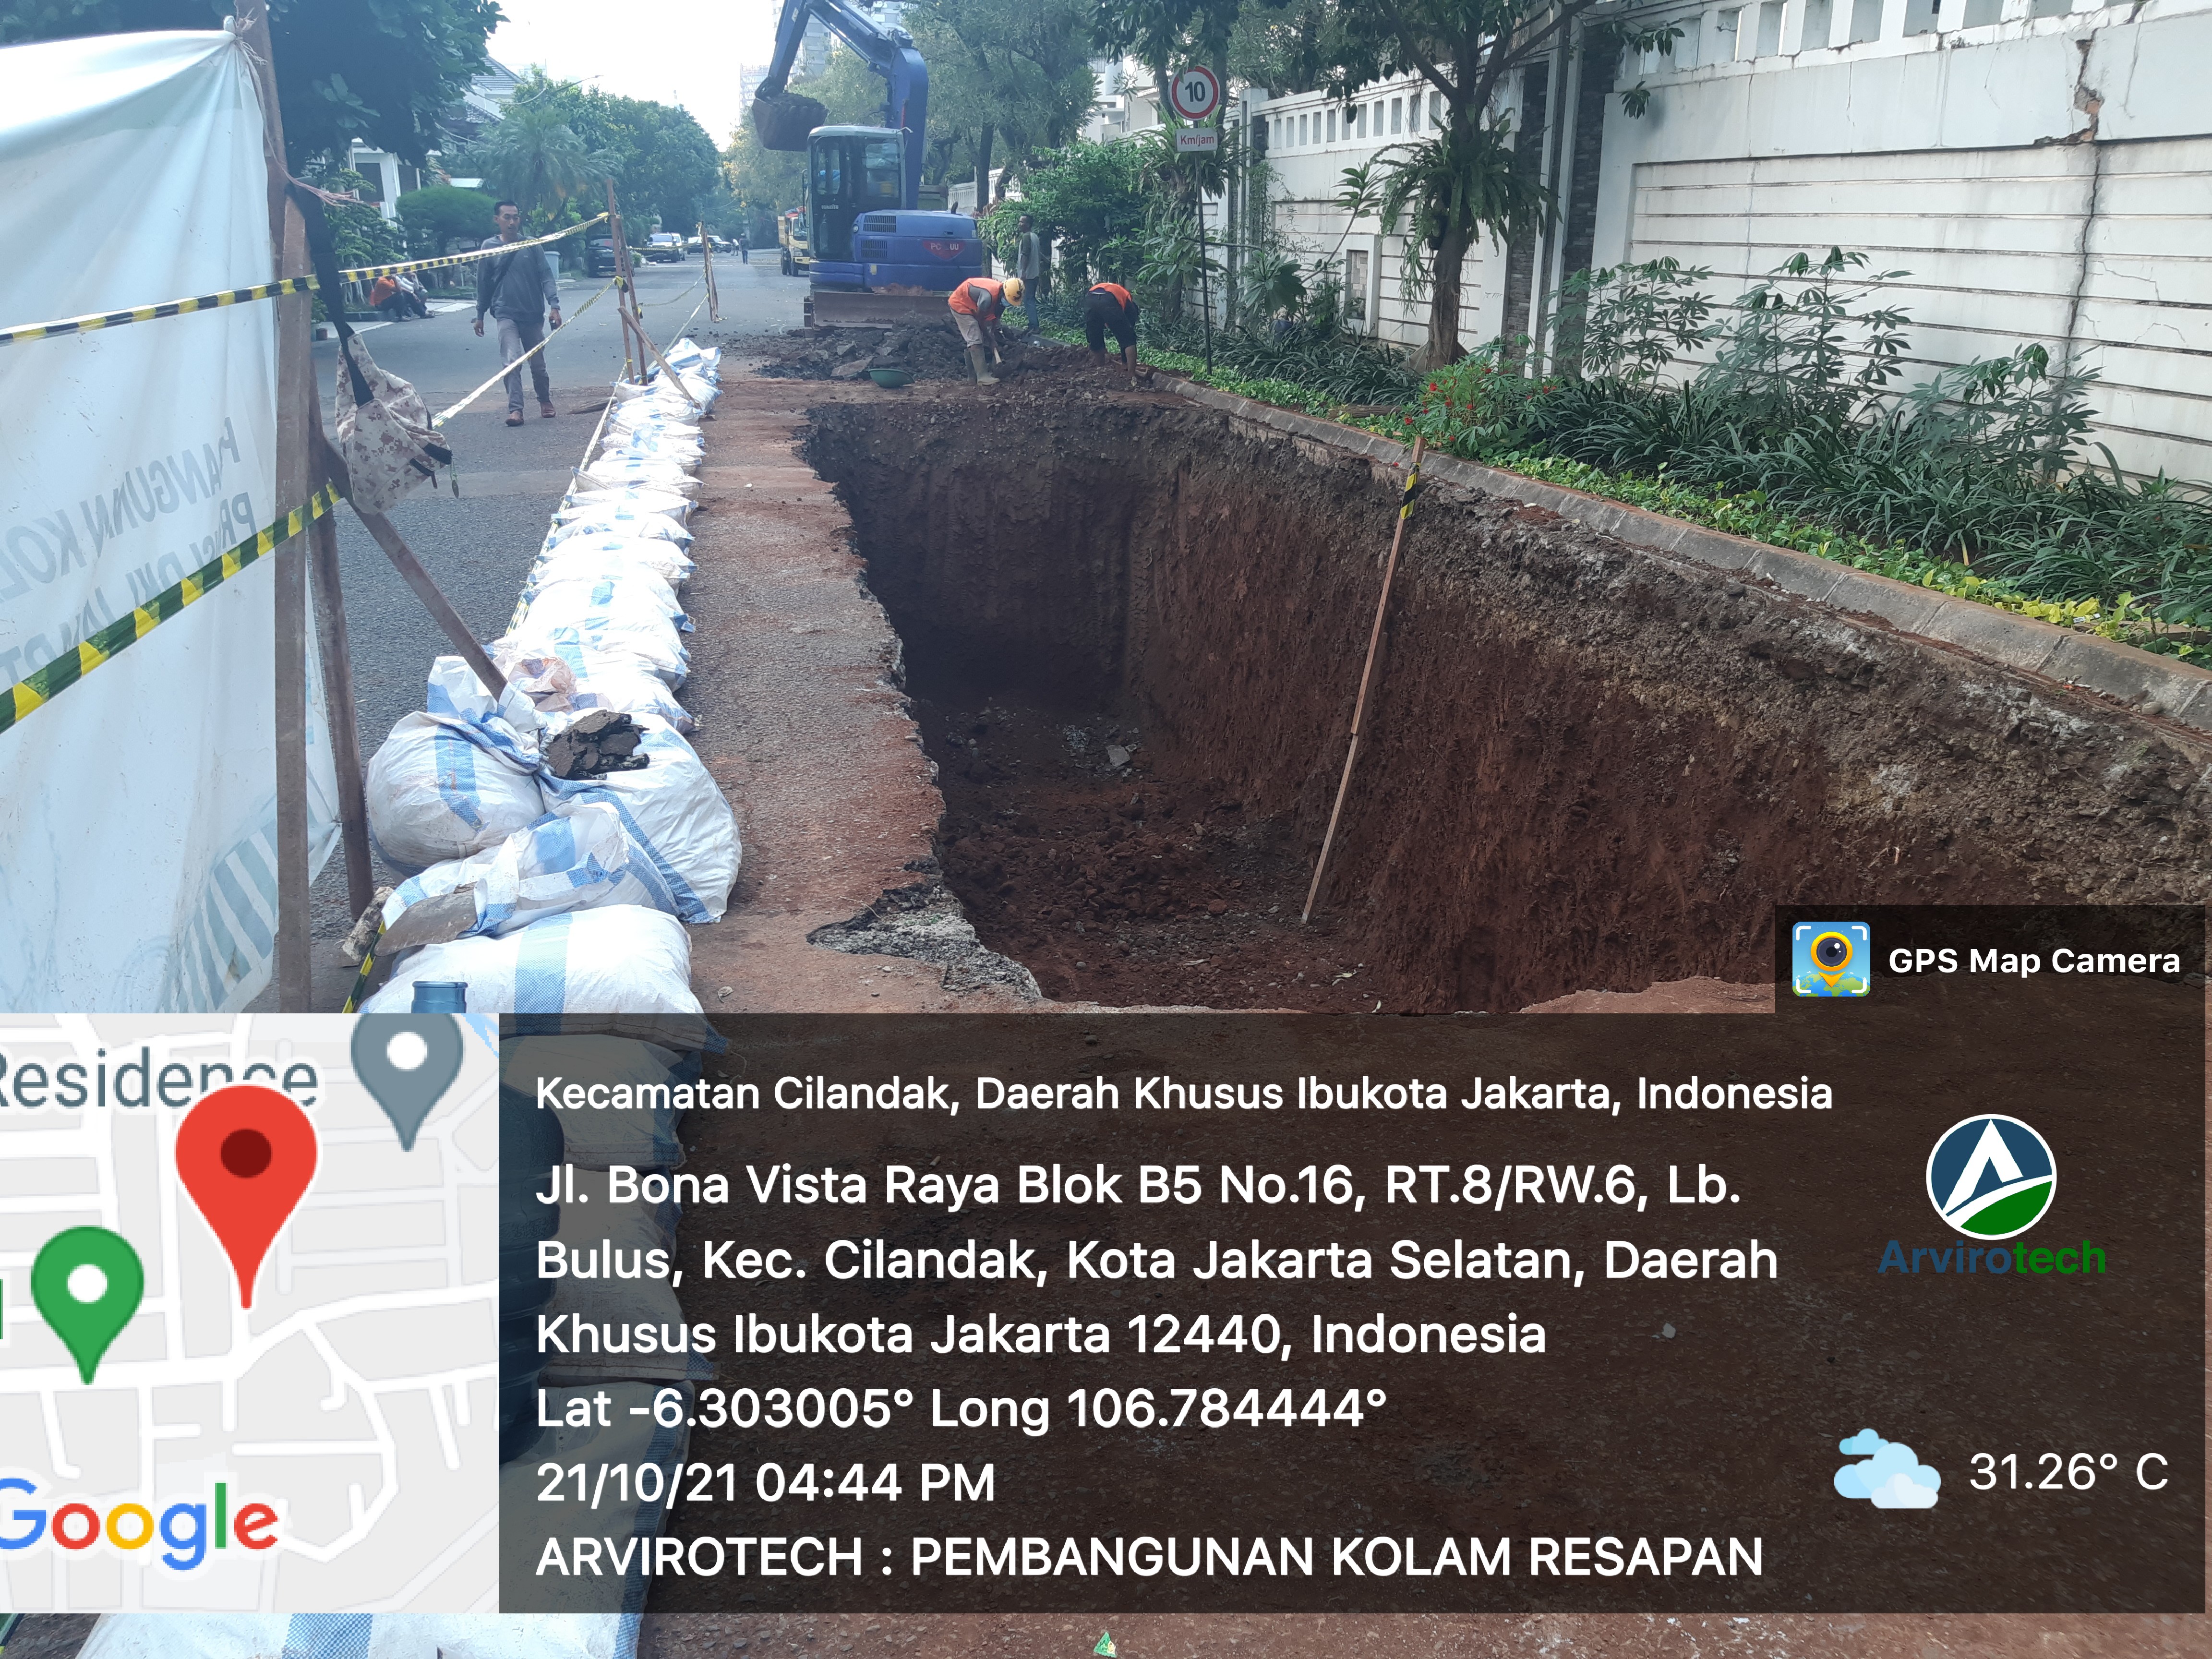 10
Km/jam
PC UU
GPS Map Camera
Residence
Google
Kecamatan Cilandak, Daerah Khusus Ibukota Jakarta, Indonesia
Jl. Bona Vista Raya Blok B5 No.16, RT.8/RW.6, Lb.
Bulus, Kec. Cilandak, Kota Jakarta Selatan, Daerah
Khusus Ibukota Jakarta 12440, Indonesia
Lat -6.303005° Long 106.784444°
21/10/21 04:44 PM
ARVIROTECH : PEMBANGUNAN KOLAM RESAPAN
Arvirotech
31.26° C